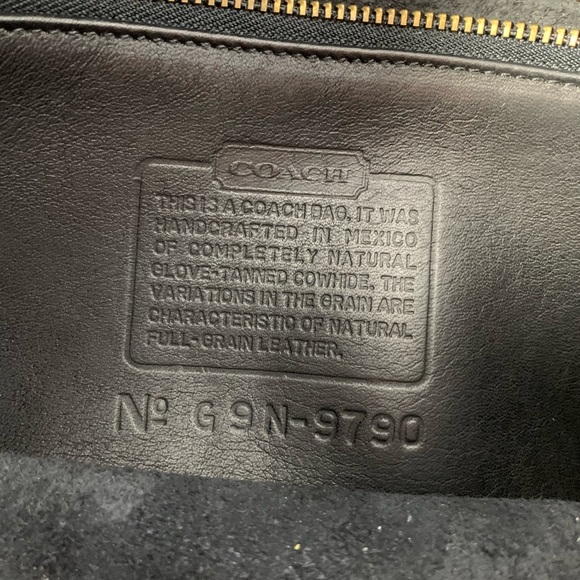 COACH
THIS IS A COACH BAG. IT WAS
HANDCRAFTED IN MEXICO
OF COMPLETELY NATURAL
GLOVE-TANNED COWHIDE. THE
VARIATIONS IN THE GRAIN ARE
CHARACTERISTIC OF NATURAL
FULL-GRAIN LEATHER.
Nº G9N-9790